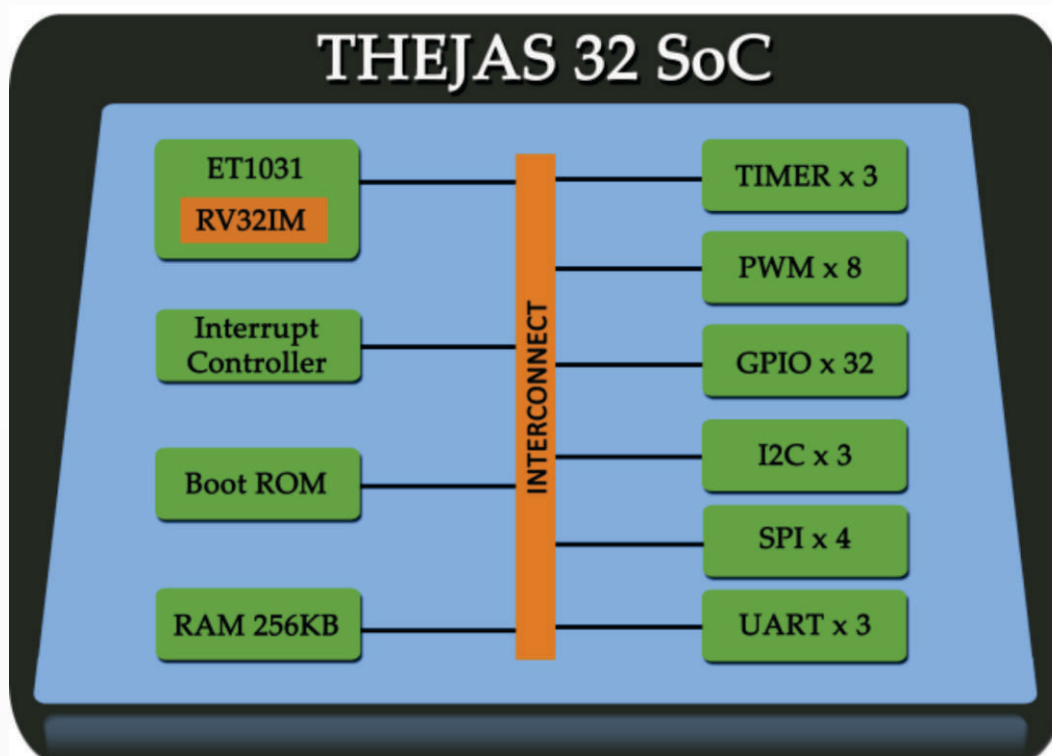 THEJAS 32 SoC
ET1031
RV32IM
Interrupt
Controller
Boot ROM
RAM 256KB
INTERCONNECT
TIMER x 3
PWM x 8
GPIO x 32
I2C x 3
SPI x 4
UART x 3